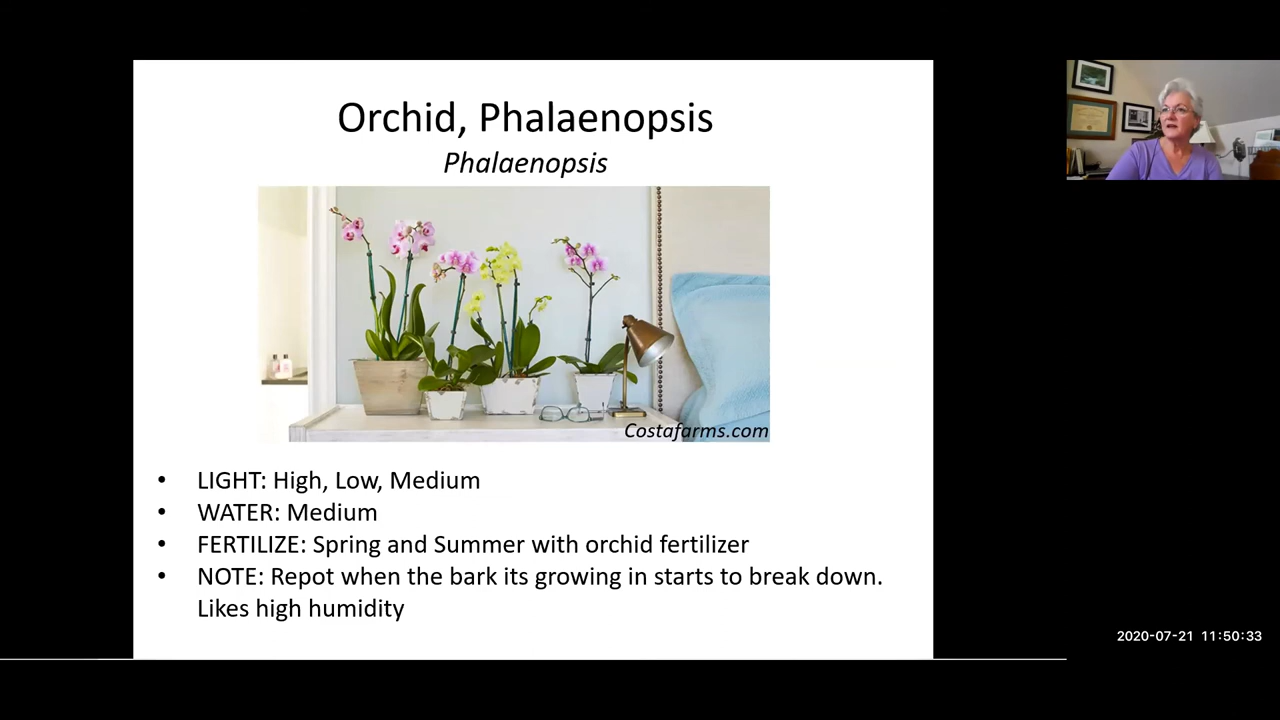 Orchid, Phalaenopsis
Phalaenopsis
Costafarms.com
• LIGHT: High, Low, Medium
• WATER: Medium
• FERTILIZE: Spring and Summer with orchid fertilizer
• NOTE: Repot when the bark its growing in starts to break down.
Likes high humidity
2020-07-21 11:50:33